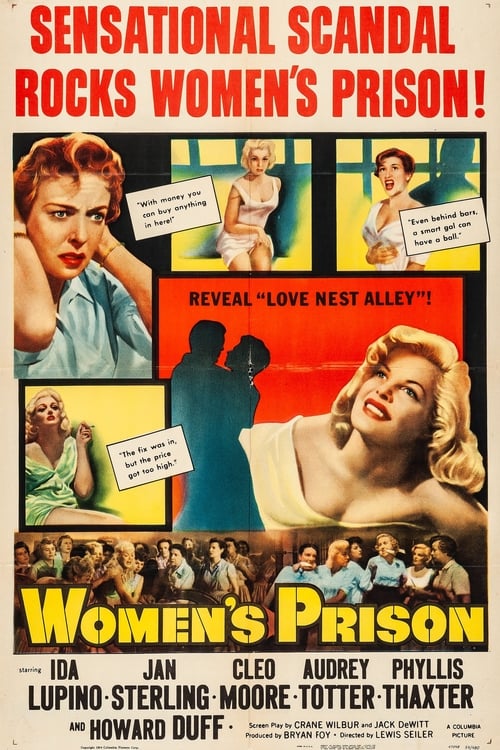 SENSATIONAL SCANDAL
ROCKS WOMEN'S PRISON!
"With money you
can buy anything
in here!"
"Even behind bars,
a smart gal can
have a ball."
REVEAL "LOVE NEST ALLEY"!
"The fix was in,
but the price
got too high."
WOMEN'S PRISON
starring IDA LUPINO · JAN STERLING · CLEO MOORE · AUDREY TOTTER · PHYLLIS THAXTER
AND HOWARD DUFF ·
Screen Play by CRANE WILBUR and JACK DeWITT
Produced by BRYAN FOY · Directed by LEWIS SEILER
A COLUMBIA
PICTURE